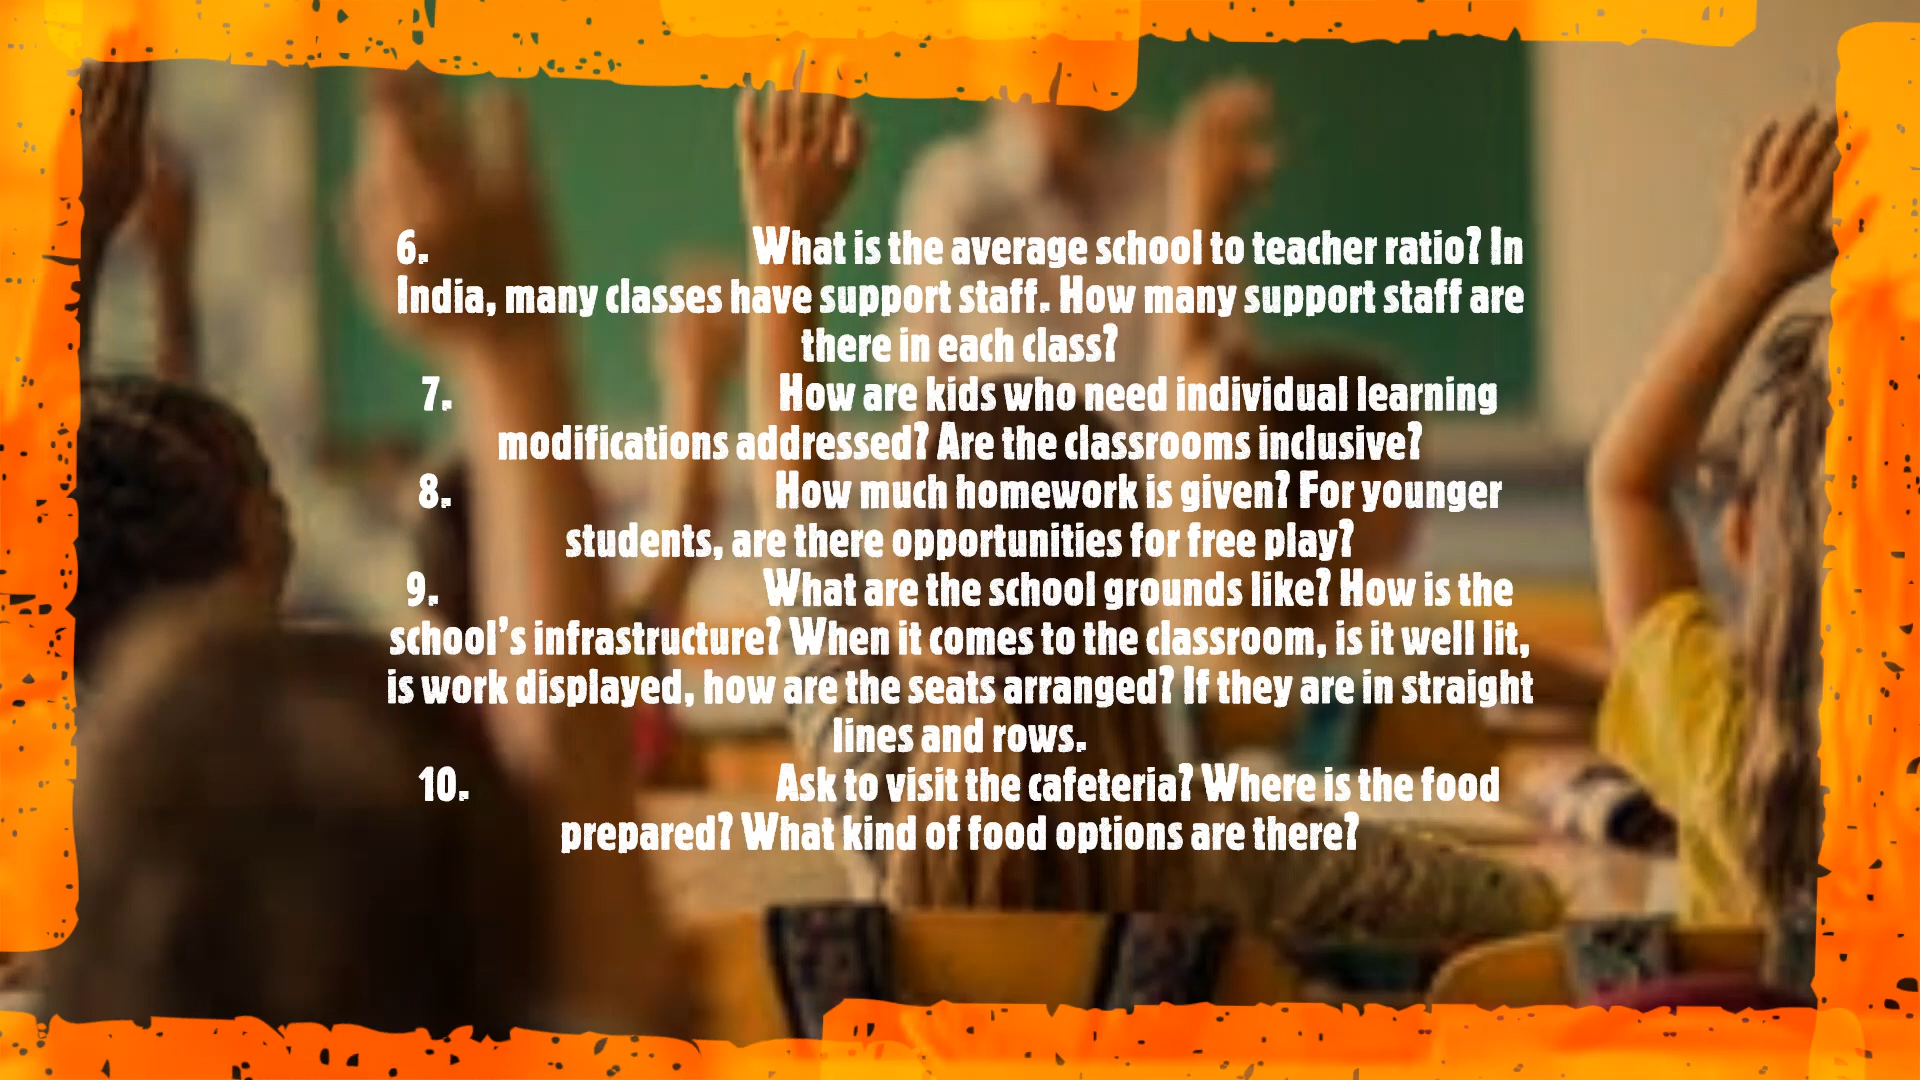 6. What is the average school to teacher ratio? In
India, many classes have support staff. How many support staff are
there in each class?
7. How are kids who need individual learning
modifications addressed? Are the classrooms inclusive?
8. How much homework is given? For younger
students, are there opportunities for free play?
9. What are the school grounds like? How is the
school's infrastructure? When it comes to the classroom, is it well lit,
is work displayed, how are the seats arranged? If they are in straight
lines and rows.
10. Ask to visit the cafeteria? Where is the food
prepared? What kind of food options are there?